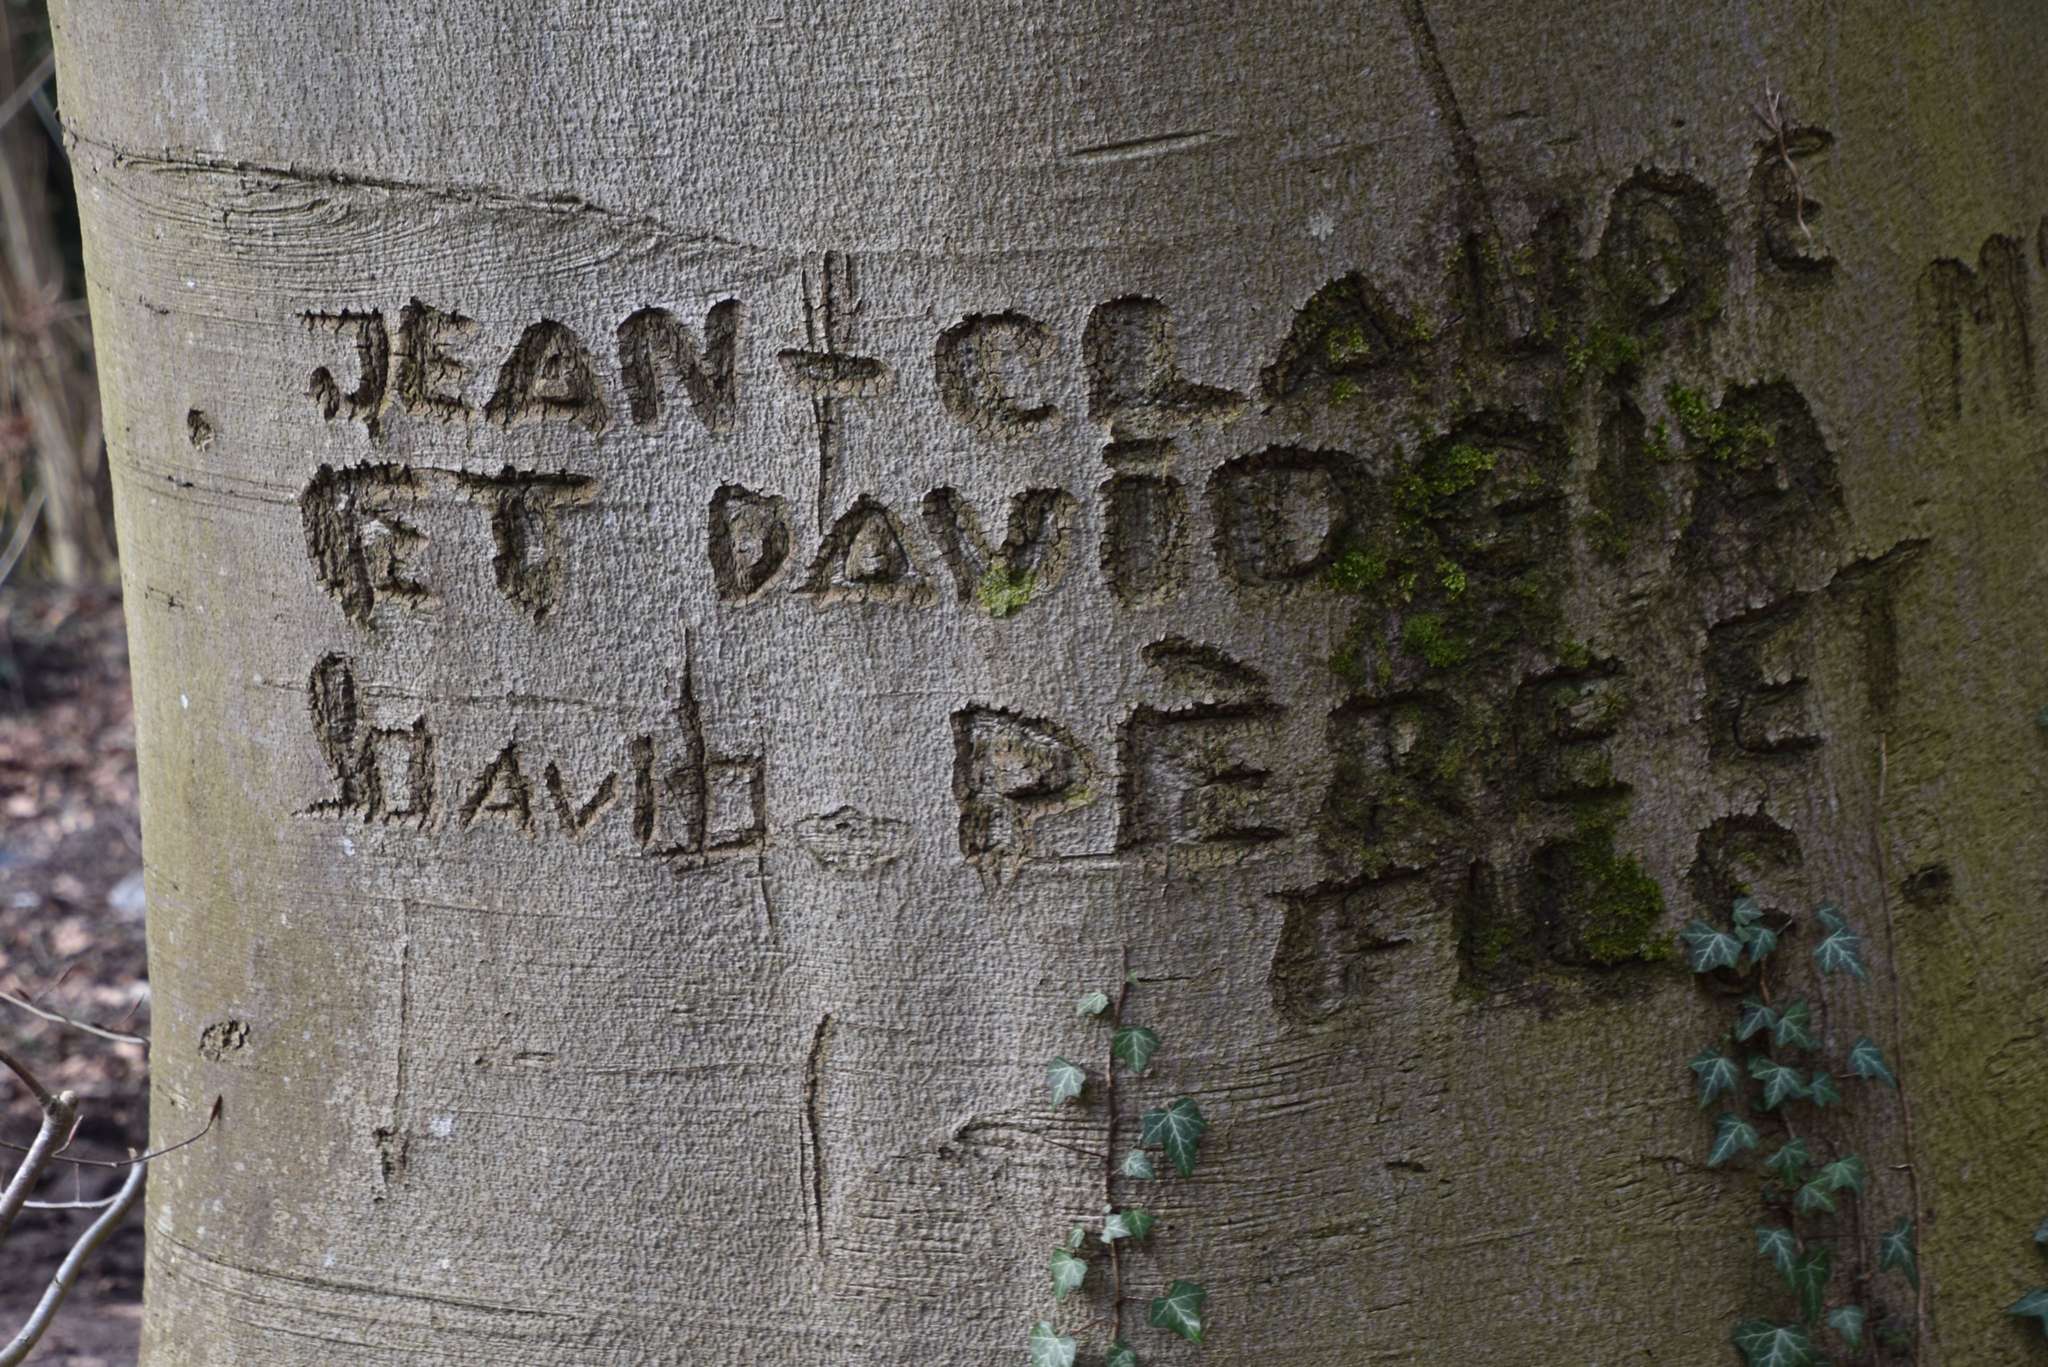 JEAN + CLAUDE
ET DAVID
DAVID - PÈRE ET
FILS